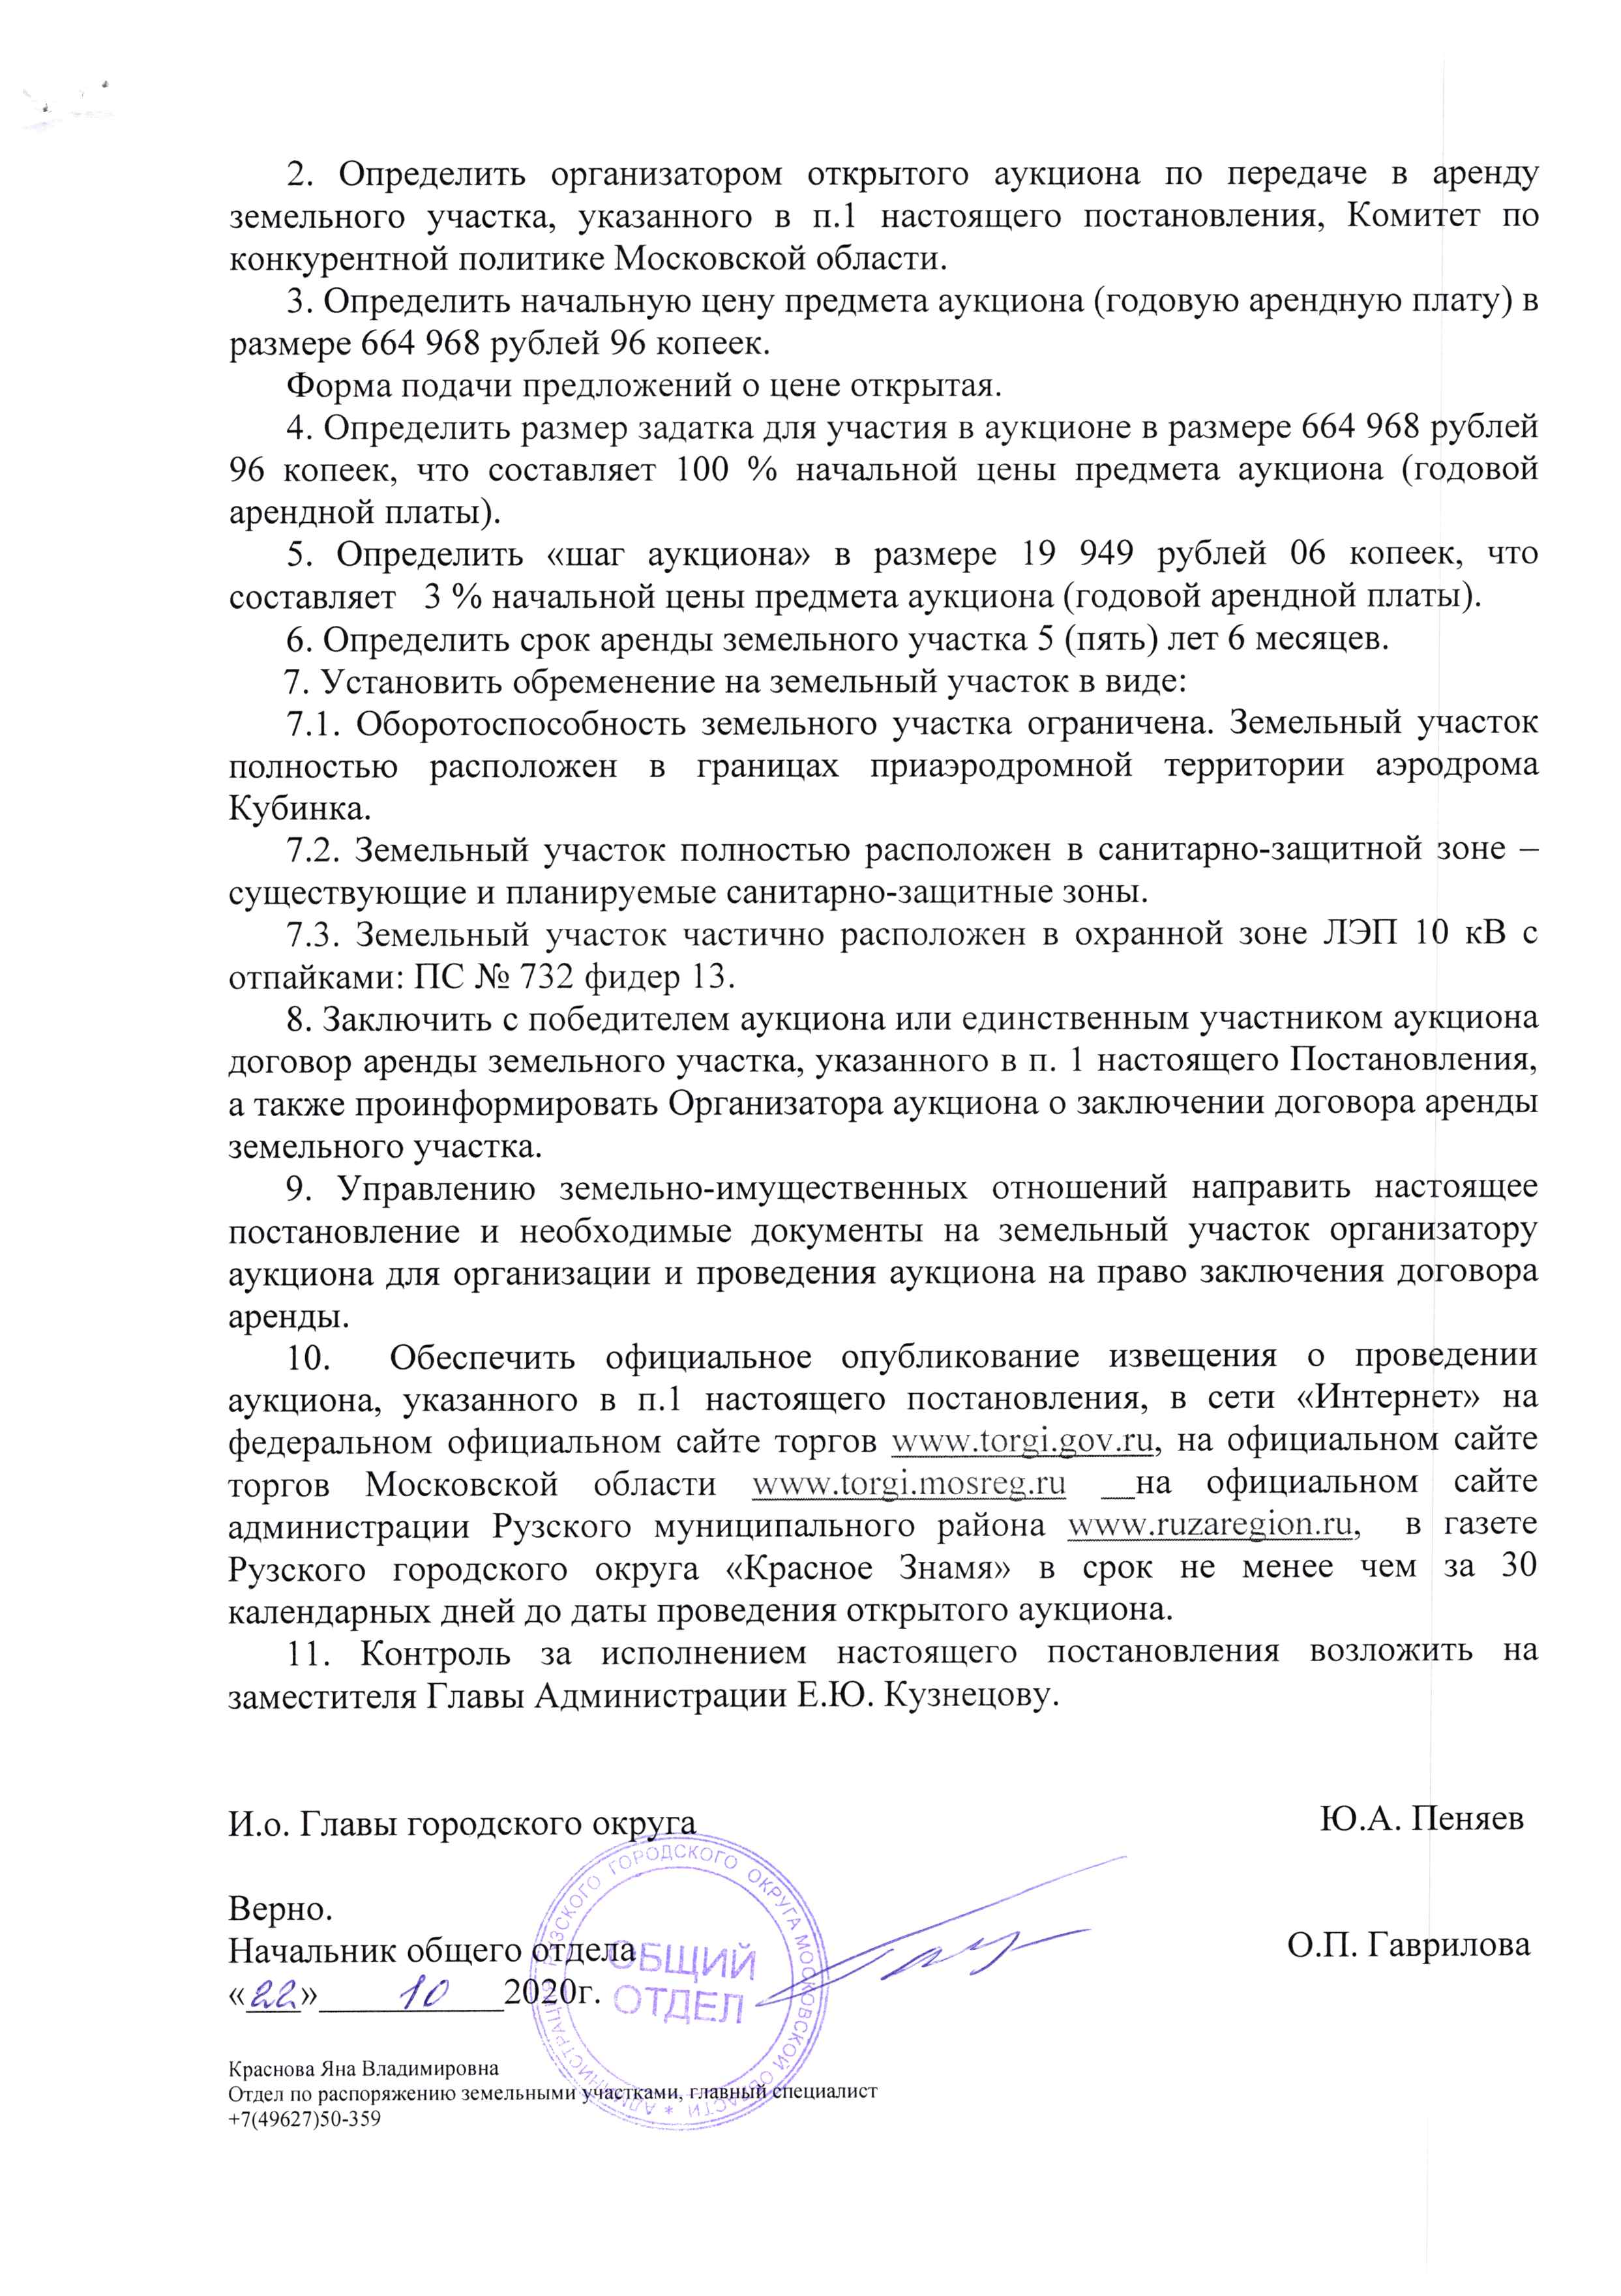 2. Определить организатором открытого аукциона по передаче в аренду
земельного участка, указанного в п.1 настоящего постановления, Комитет по
конкурентной политике Московской области.
3. Определить начальную цену предмета аукциона (годовую арендную плату) в
размере 664 968 рублей 96 копеек.
Форма подачи предложений о цене открытая.
4. Определить размер задатка для участия в аукционе в размере 664 968 рублей
96 копеек, что составляет 100 % начальной цены предмета аукциона (годовой
арендной платы).
5. Определить «шаг аукциона» в размере 19 949 рублей 06 копеек, что
составляет 3 % начальной цены предмета аукциона (годовой арендной платы).
6. Определить срок аренды земельного участка 5 (пять) лет 6 месяцев.
7. Установить обременение на земельный участок в виде:
7.1. Оборотоспособность земельного участка ограничена. Земельный участок
полностью расположен в границах приаэродромной территории аэродрома
Кубинка.
7.2. Земельный участок полностью расположен в санитарно-защитной зоне –
существующие и планируемые санитарно-защитные зоны.
7.3. Земельный участок частично расположен в охранной зоне ЛЭП 10 кВ с
отпайками: ПС № 732 фидер 13.
8. Заключить с победителем аукциона или единственным участником аукциона
договор аренды земельного участка, указанного в п. 1 настоящего Постановления,
а также проинформировать Организатора аукциона о заключении договора аренды
земельного участка.
9. Управлению земельно-имущественных отношений направить настоящее
постановление и необходимые документы на земельный участок организатору
аукциона для организации и проведения аукциона на право заключения договора
аренды.
10. Обеспечить официальное опубликование извещения о проведении
аукциона, указанного в п.1 настоящего постановления, в сети «Интернет» на
федеральном официальном сайте торгов www.torgi.gov.ru, на официальном сайте
торгов Московской области www.torgi.mosreg.ru __на официальном сайте
администрации Рузского муниципального района www.ruzaregion.ru, в газете
Рузского городского округа «Красное Знамя» в срок не менее чем за 30
календарных дней до даты проведения открытого аукциона.
11. Контроль за исполнением настоящего постановления возложить на
заместителя Главы Администрации Е.Ю. Кузнецову.
И.о. Главы городского округа Ю.А. Пеняев
Верно.
Начальник общего отдела О.П. Гаврилова
«22» 10 2020г.
АДМИНИСТРАЦИЯ РУЗСКОГО ГОРОДСКОГО ОКРУГА МОСКОВСКОЙ ОБЛАСТИ *
ОБЩИЙ
ОТДЕЛ
Краснова Яна Владимировна
Отдел по распоряжению земельными участками, главный специалист
+7(49627)50-359